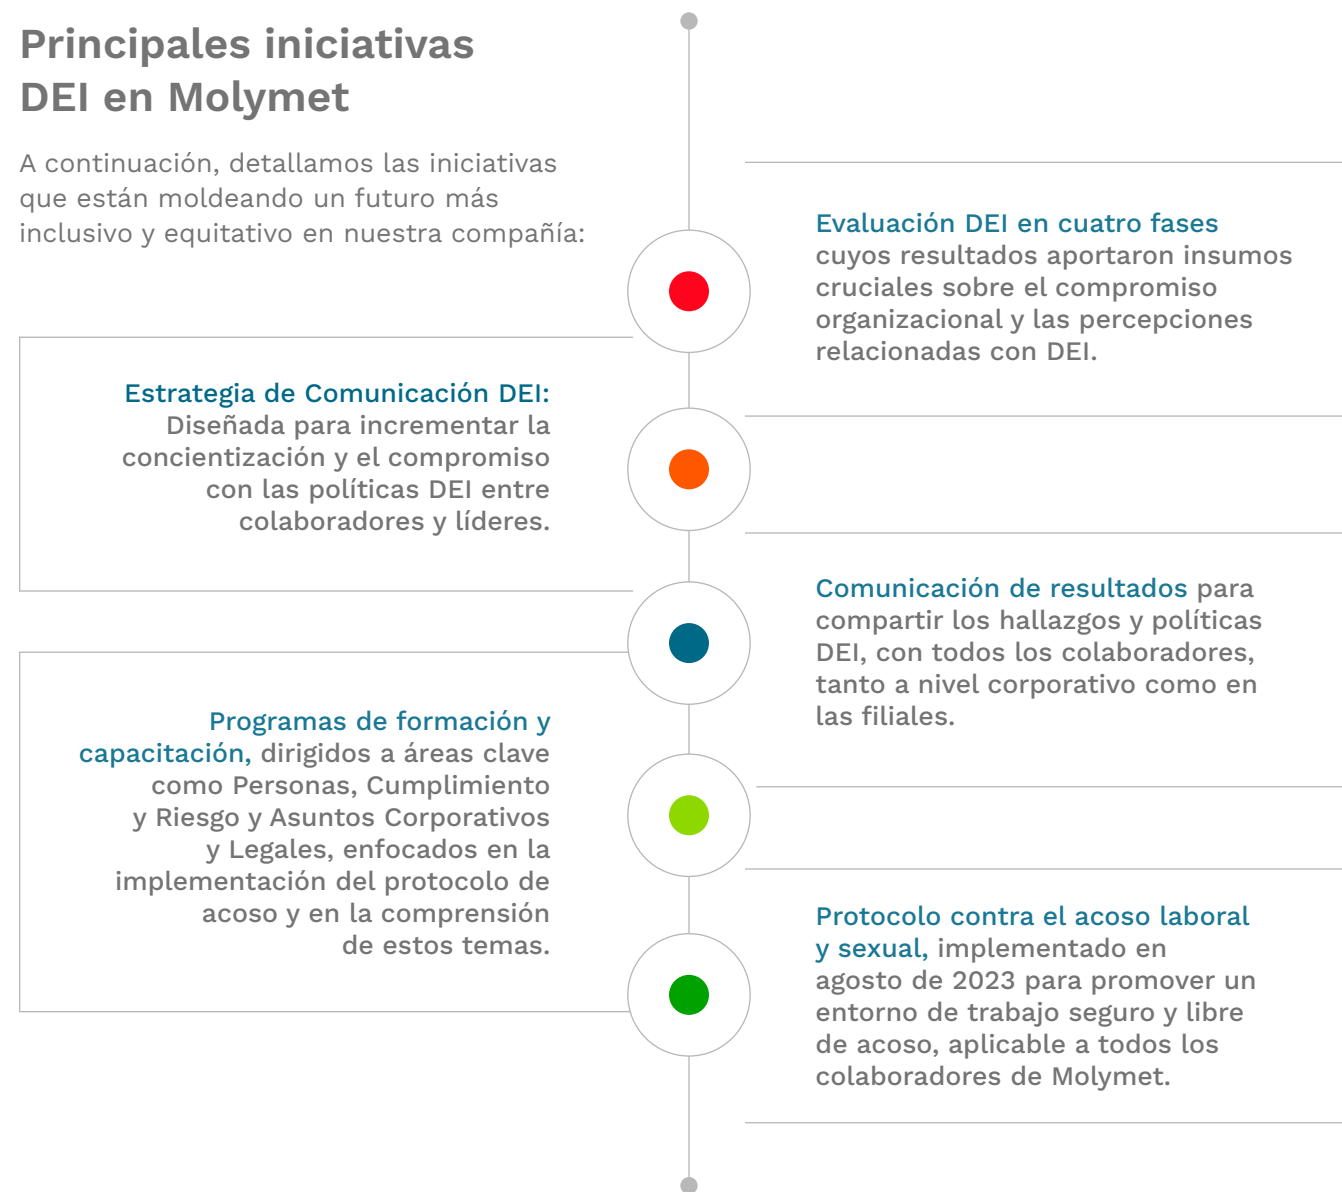 Principales iniciativas
DEI en Molymet
A continuación, detallamos las iniciativas
que están moldeando un futuro más
inclusivo y equitativo en nuestra compañía:
Evaluación DEI en cuatro fases
cuyos resultados aportaron insumos
cruciales sobre el compromiso
organizacional y las percepciones
relacionadas con DEI.
Estrategia de Comunicación DEI:
Diseñada para incrementar la
concientización y el compromiso
con las políticas DEI entre
colaboradores y líderes.
Comunicación de resultados para
compartir los hallazgos y políticas
DEI, con todos los colaboradores,
tanto a nivel corporativo como en
las filiales.
Programas de formación y
capacitación, dirigidos a áreas clave
como Personas, Cumplimiento
y Riesgo y Asuntos Corporativos
y Legales, enfocados en la
implementación del protocolo de
acoso y en la comprensión
de estos temas.
Protocolo contra el acoso laboral
y sexual, implementado en
agosto de 2023 para promover un
entorno de trabajo seguro y libre
de acoso, aplicable a todos los
colaboradores de Molymet.